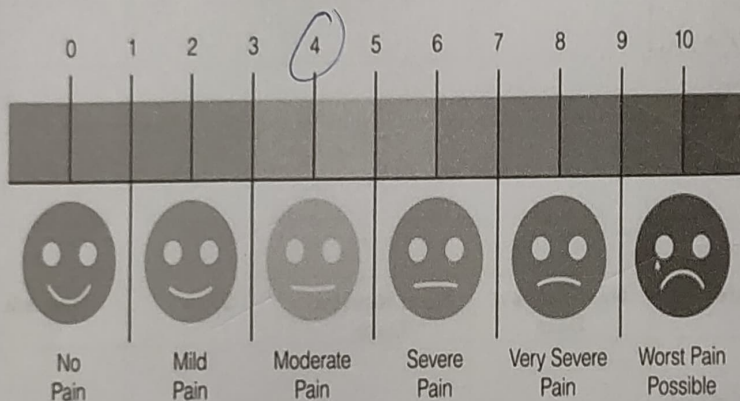 0 1 2 3 4 5 6 7 8 9 10
No Mild Moderate Severe Very Severe Worst Pain
Pain Pain Pain Pain Pain Possible